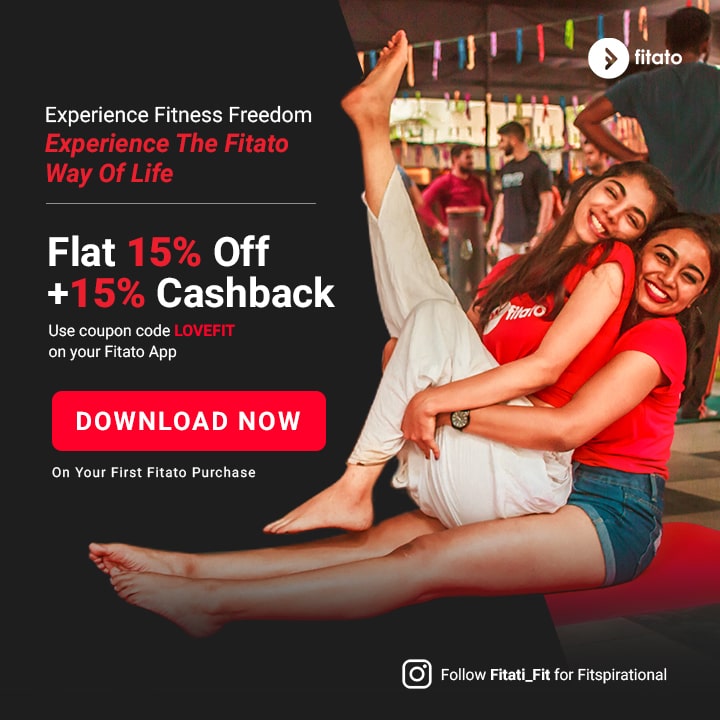 fitato
Experience Fitness Freedom
Experience The Fitato
Way Of Life
Flat 15% Off
+15% Cashback
Use coupon code LOVEFIT
on your Fitato App
fitato
DOWNLOAD NOW
On Your First Fitato Purchase
Follow Fitati_Fit for Fitspirational